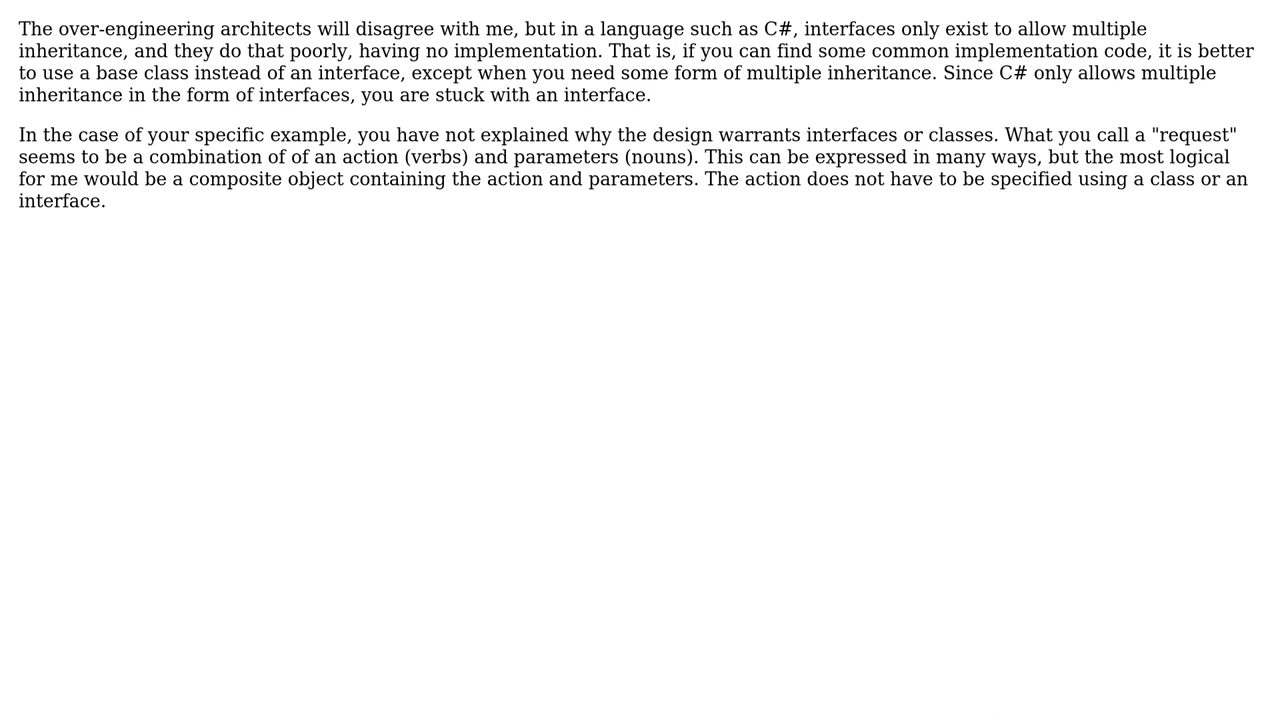 The over-engineering architects will disagree with me, but in a language such as C#, interfaces only exist to allow multiple
inheritance, and they do that poorly, having no implementation. That is, if you can find some common implementation code, it is better
to use a base class instead of an interface, except when you need some form of multiple inheritance. Since C# only allows multiple
inheritance in the form of interfaces, you are stuck with an interface.
In the case of your specific example, you have not explained why the design warrants interfaces or classes. What you call a "request"
seems to be a combination of of an action (verbs) and parameters (nouns). This can be expressed in many ways, but the most logical
for me would be a composite object containing the action and parameters. The action does not have to be specified using a class or an
interface.